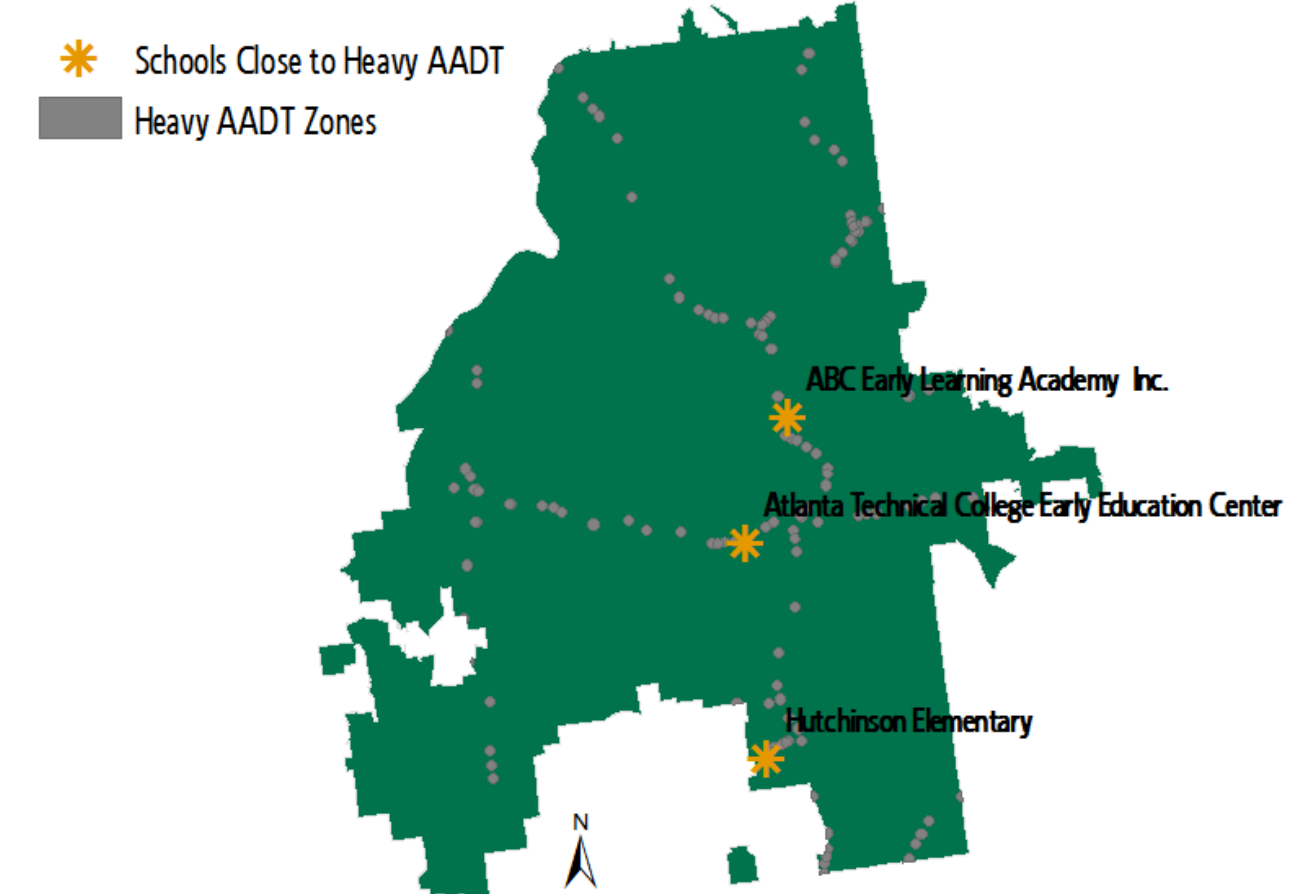 Schools Close to Heavy AADT
Heavy AADT Zones
ABC Early Learning Academy Inc.
Atlanta Technical College Early Education Center
Hutchinson Elementary
N